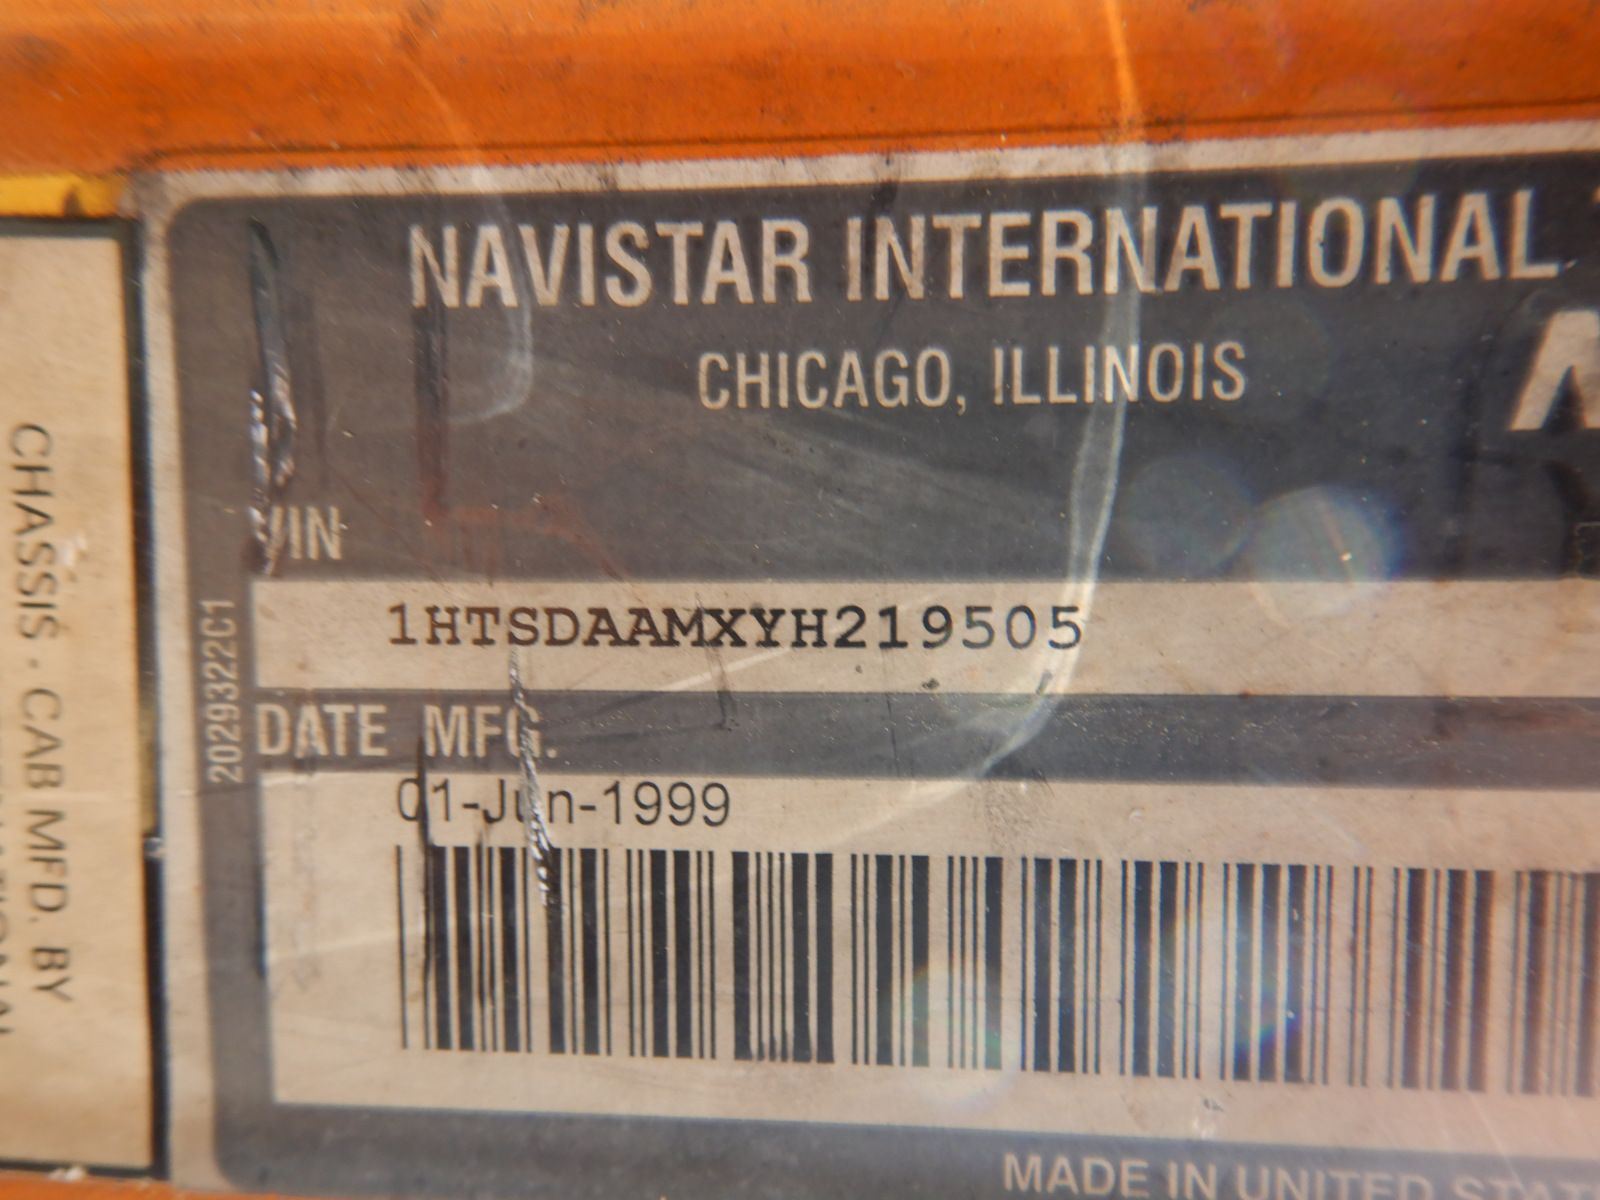 NAVISTAR INTERNATIONAL
CHICAGO, ILLINOIS
VIN
1HTSDAAMXYH219505
DATE MFG.
01-Jun-1999
MADE IN UNITED STATE
2029322C1
CHASSIS - CAB MFD. BY